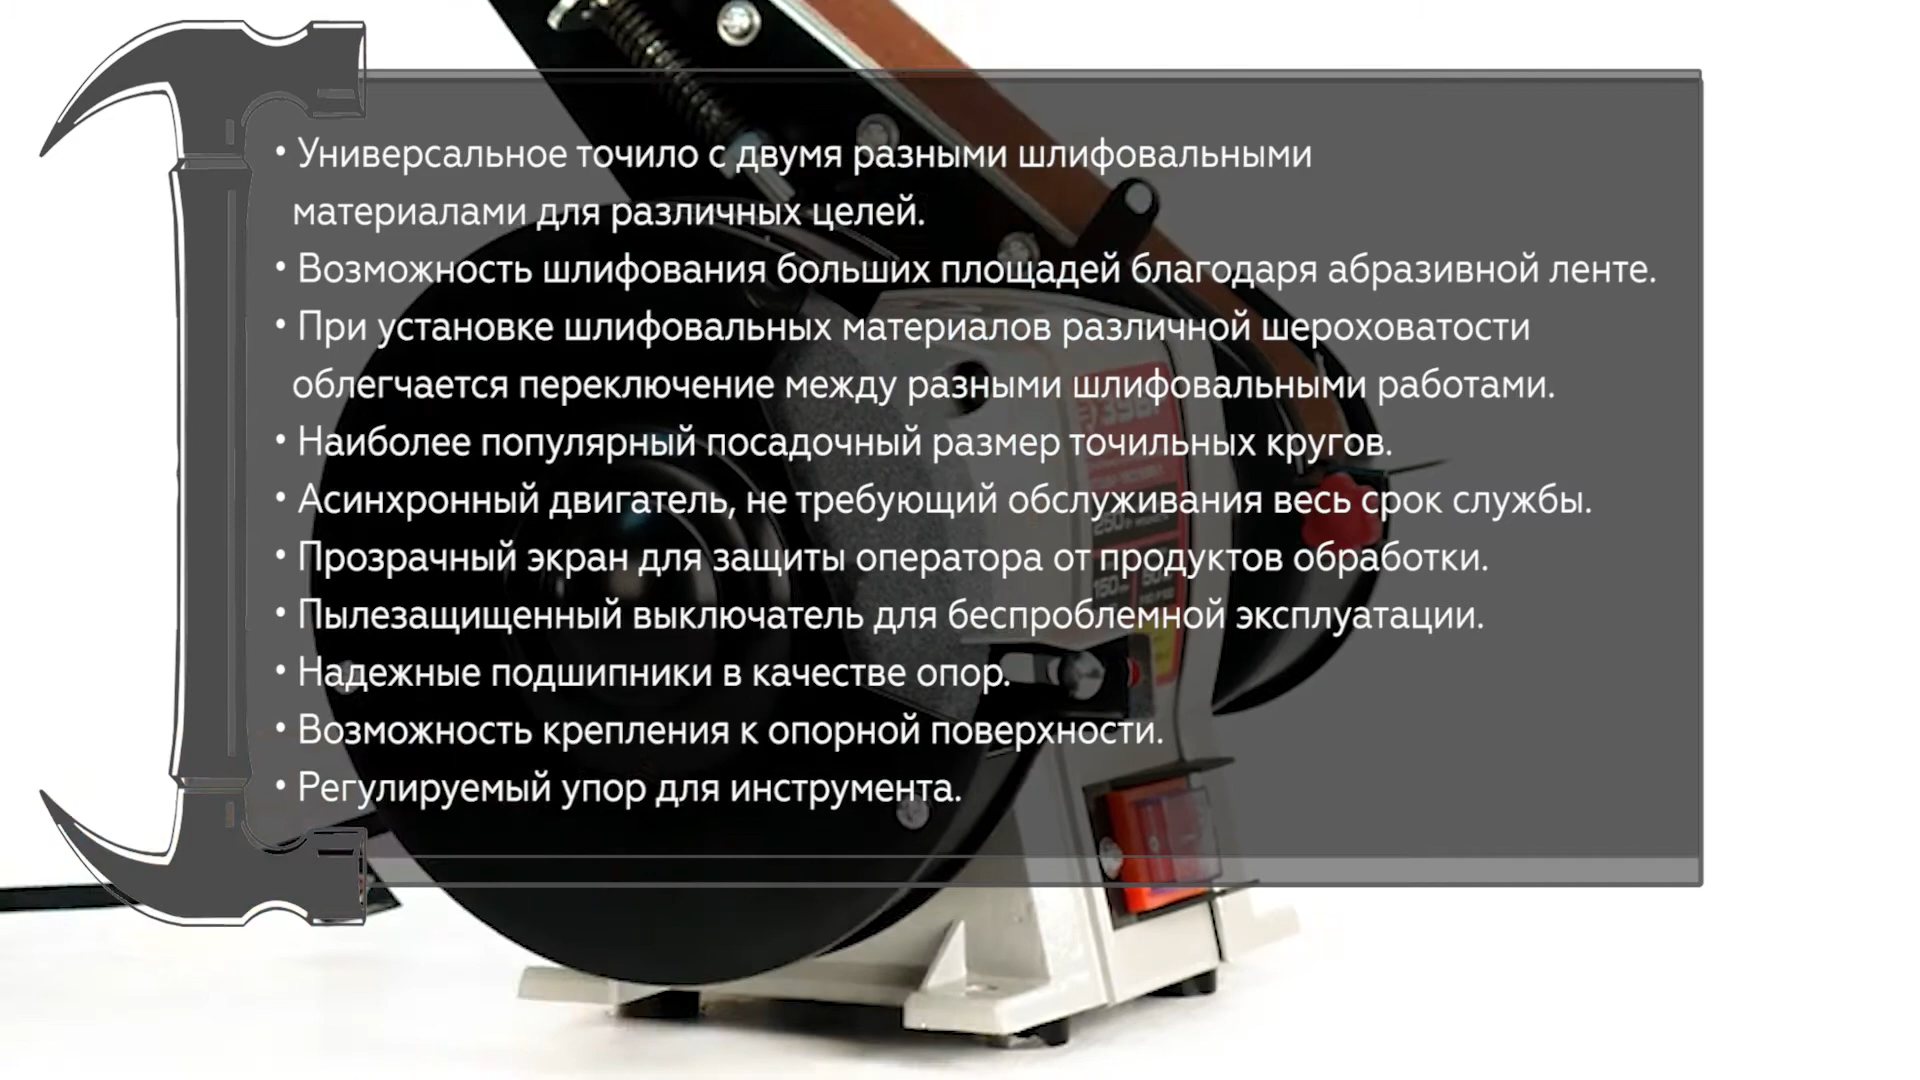 • Универсальное точило с двумя разными шлифовальными
материалами для различных целей.
• Возможность шлифования больших площадей благодаря абразивной ленте.
• При установке шлифовальных материалов различной шероховатости
облегчается переключение между разными шлифовальными работами.
• Наиболее популярный посадочный размер точильных кругов.
• Асинхронный двигатель, не требующий обслуживания весь срок службы.
• Прозрачный экран для защиты оператора от продуктов обработки.
• Пылезащищенный выключатель для беспроблемной эксплуатации.
• Надежные подшипники в качестве опор.
• Возможность крепления к опорной поверхности.
• Регулируемый упор для инструмента.